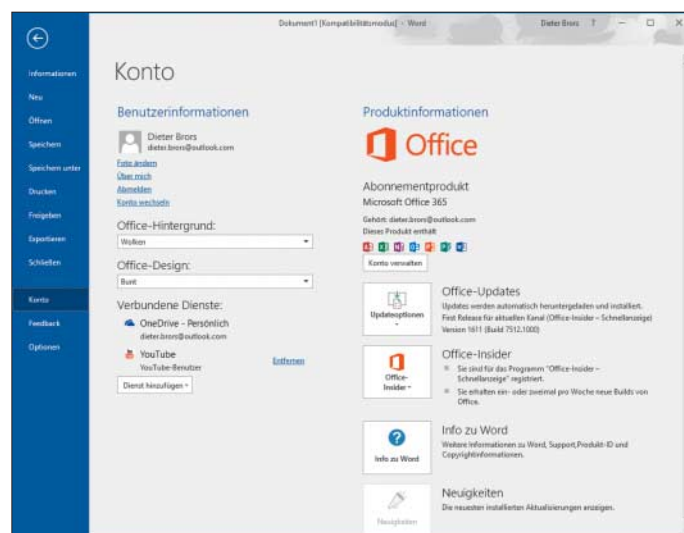 Dokument1 [Kompatibilitätsmodus] - Word
Dieter Brors ?
Informationen
Neu
Öffnen
Speichern
Speichern unter
Drucken
Freigeben
Exportieren
Schließen
Konto
Feedback
Optionen
Konto
Benutzerinformationen
Dieter Brors
dieter.brors@outlook.com
Foto ändern
Über mich
Abmelden
Konto wechseln
Office-Hintergrund:
Wolken
Office-Design:
Bunt
Verbundene Dienste:
OneDrive - Persönlich
dieter.brors@outlook.com
YouTube
YouTube-Benutzer
Entfernen
Dienst hinzufügen
Produktinformationen
Office
Abonnementprodukt
Microsoft Office 365
Gehört: dieter.brors@outlook.com
Dieses Produkt enthält
Konto verwalten
Updateoptionen
Office-Updates
Updates werden automatisch heruntergeladen und installiert.
First Release für aktuellen Kanal (Office-Insider – Schnellanzeige)
Version 1611 (Build 7512.1000)
Office-
Insider
Office-Insider
Sie sind für das Programm "Office-Insider –
Schnellanzeige" registriert.
Sie erhalten ein- oder zweimal pro Woche neue Builds von
Office.
Info zu Word
Info zu Word
Weitere Informationen zu Word, Support, Produkt-ID und
Copyrightinformationen.
Neuigkeiten
Neuigkeiten
Die neuesten installierten Aktualisierungen anzeigen.